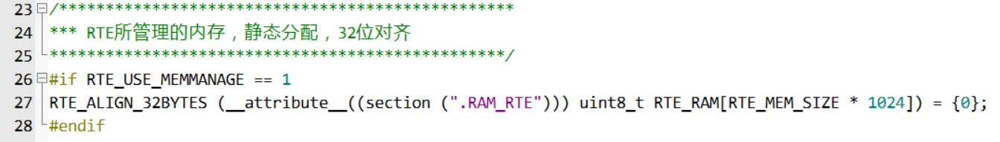 23 /*************************************************
24 *** RTE所管理的内存，静态分配，32位对齐
25 *************************************************/
26 #if RTE_USE_MEMMANAGE == 1
27 RTE_ALIGN_32BYTES (__attribute__((section (".RAM_RTE"))) uint8_t RTE_RAM[RTE_MEM_SIZE * 1024]) = {0};
28 #endif